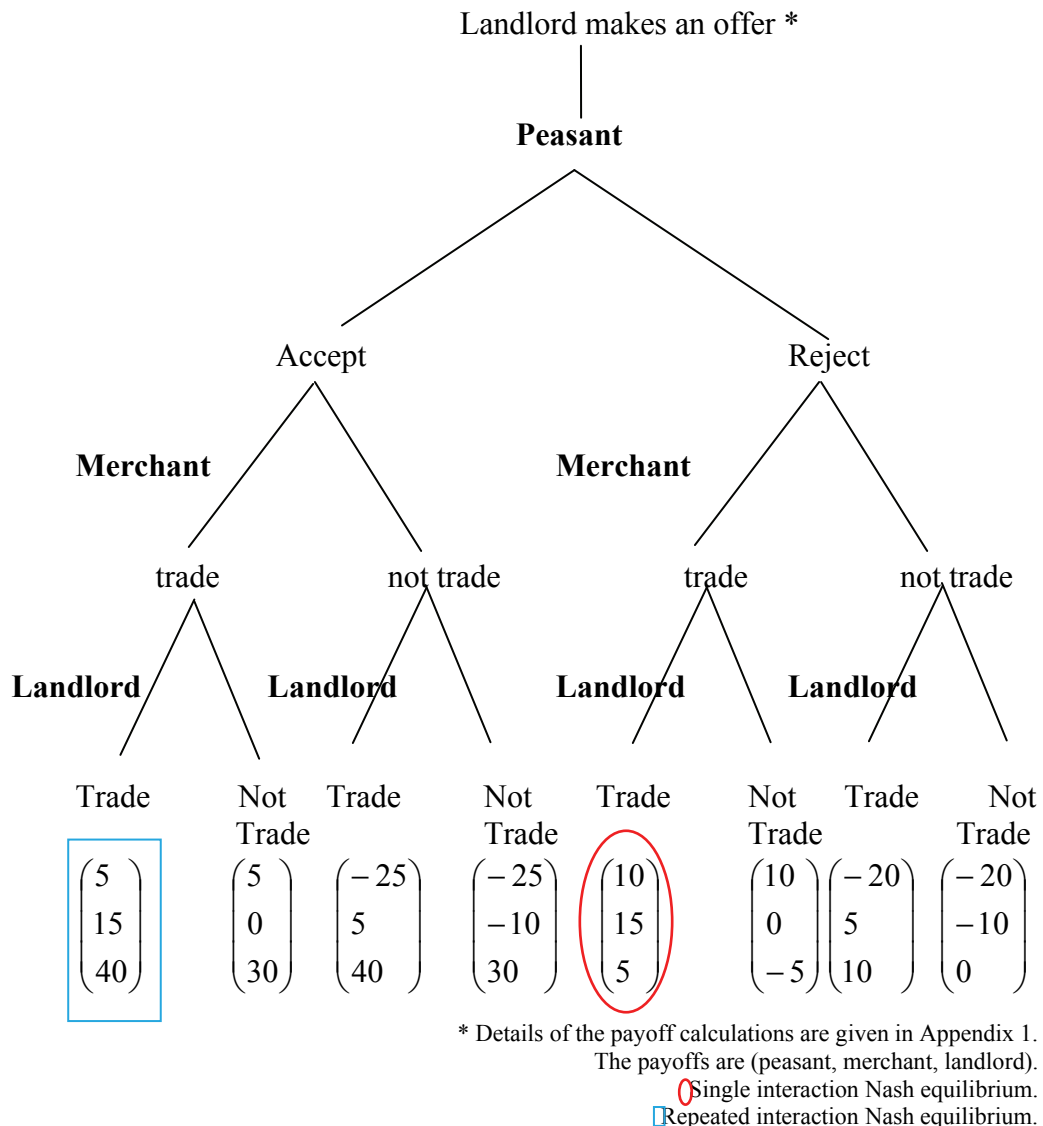 Landlord makes an offer *
Peasant
Accept Reject
Merchant Merchant
trade not trade trade not trade
Landlord Landlord Landlord Landlord
Trade Not Trade Not Trade Not Trade Not
Trade Trade Trade Trade
5 5 −25 −25 10 10 −20 −20
15 0 5 −10 15 0 5 −10
40 30 40 30 5 −5 10 0
* Details of the payoff calculations are given in Appendix 1.
The payoffs are (peasant, merchant, landlord).
Single interaction Nash equilibrium.
Repeated interaction Nash equilibrium.